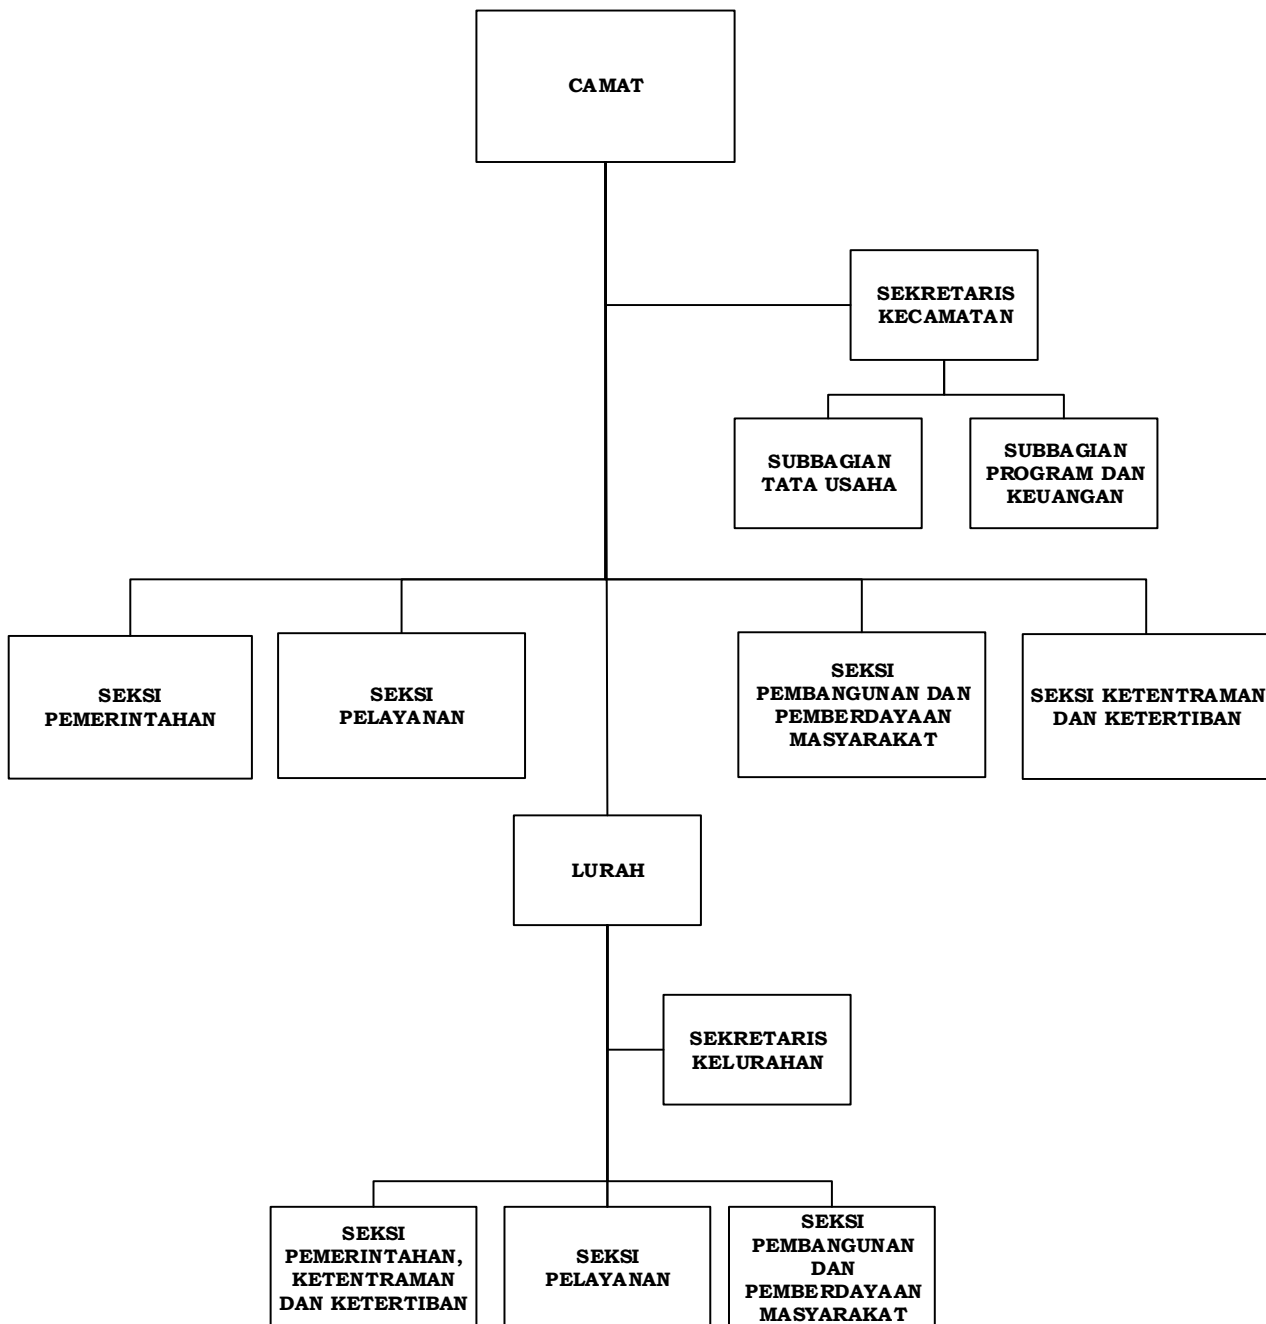 CAMAT
SEKRETARIS
KECAMATAN
SUBBAGIAN
TATA USAHA
SUBBAGIAN
PROGRAM DAN
KEUANGAN
SEKSI
PEMERINTAHAN
SEKSI
PELAYANAN
SEKSI
PEMBANGUNAN DAN
PEMBERDAYAAN
MASYARAKAT
SEKSI KETENTRAMAN
DAN KETERTIBAN
LURAH
SEKRETARIS
KELURAHAN
SEKSI
PEMERINTAHAN,
KETENTRAMAN
DAN KETERTIBAN
SEKSI
PELAYANAN
SEKSI
PEMBANGUNAN
DAN
PEMBERDAYAAN
MASYARAKAT